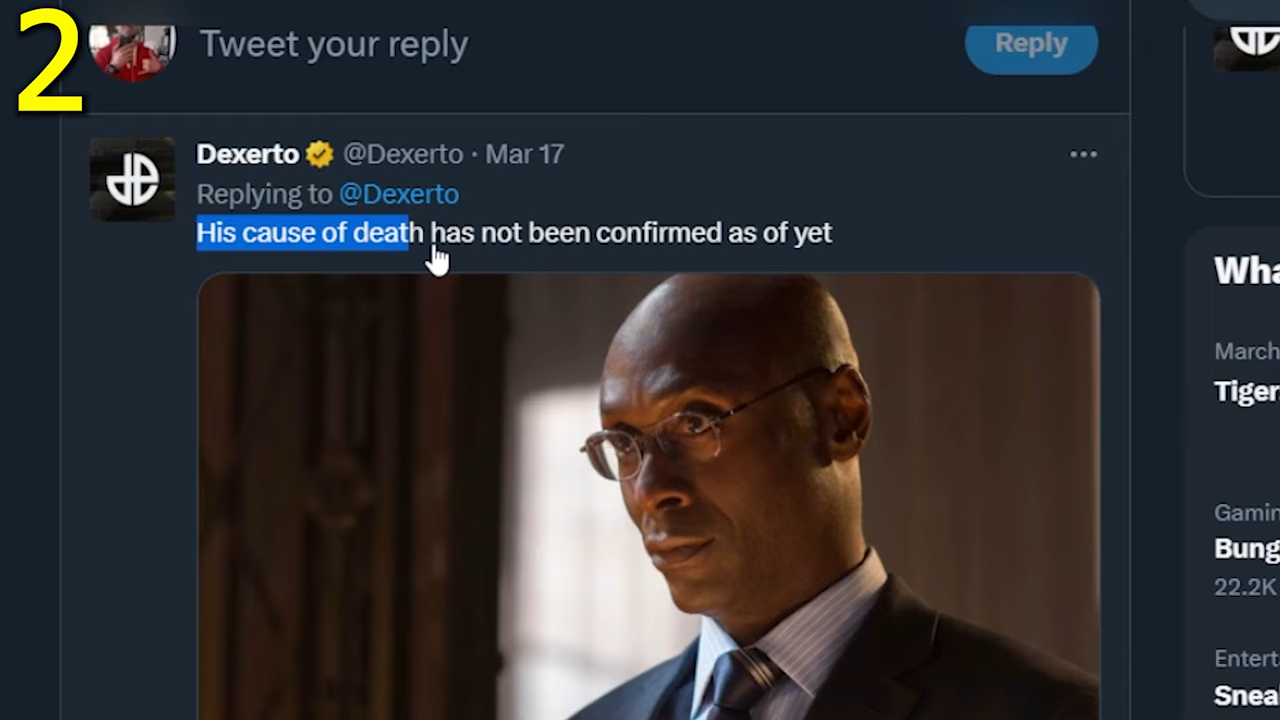 2
Tweet your reply
Reply
Dexerto @Dexerto · Mar 17
Replying to @Dexerto
His cause of death has not been confirmed as of yet
Wha
March
Tiger
Gamin
Bung
22.2K
Entert
Snea